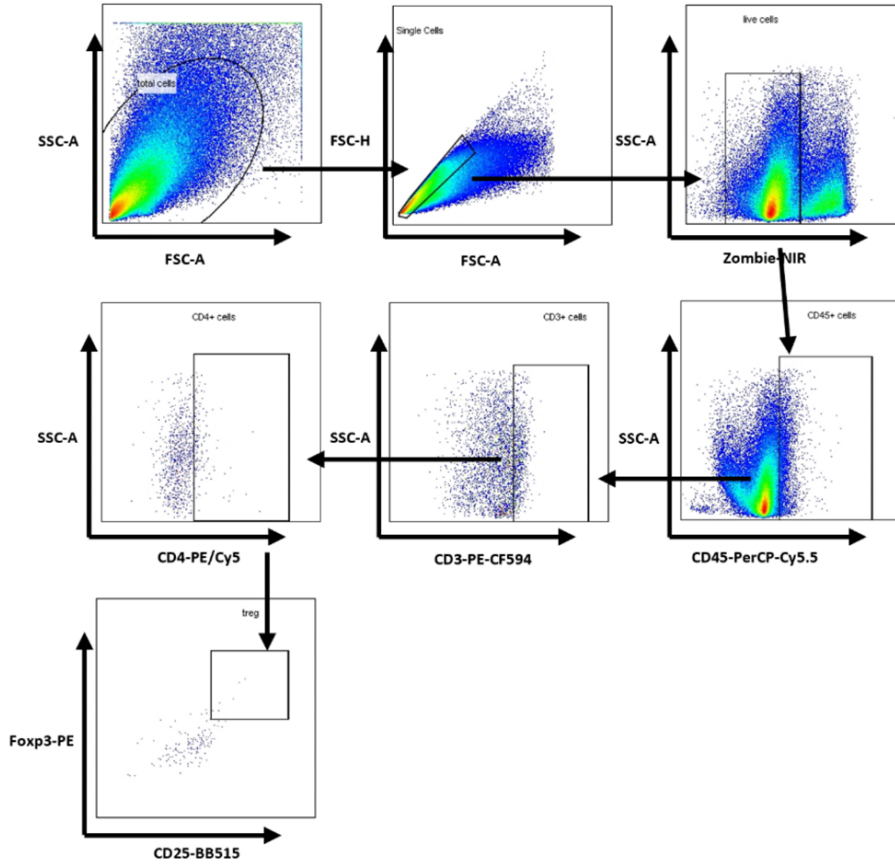 total cells
SSC-A
FSC-A
Single Cells
FSC-H
FSC-A
live cells
SSC-A
Zombie-NIR
CD4+ cells
SSC-A
CD4-PE/Cy5
CD3+ cells
SSC-A
CD3-PE-CF594
CD45+ cells
SSC-A
CD45-PerCP-Cy5.5
treg
Foxp3-PE
CD25-BB515